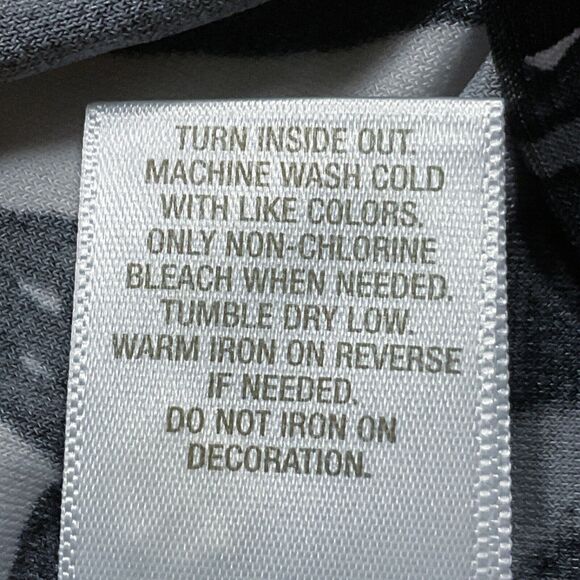 TURN INSIDE OUT.
MACHINE WASH COLD
WITH LIKE COLORS.
ONLY NON-CHLORINE
BLEACH WHEN NEEDED.
TUMBLE DRY LOW.
WARM IRON ON REVERSE
IF NEEDED.
DO NOT IRON ON
DECORATION.